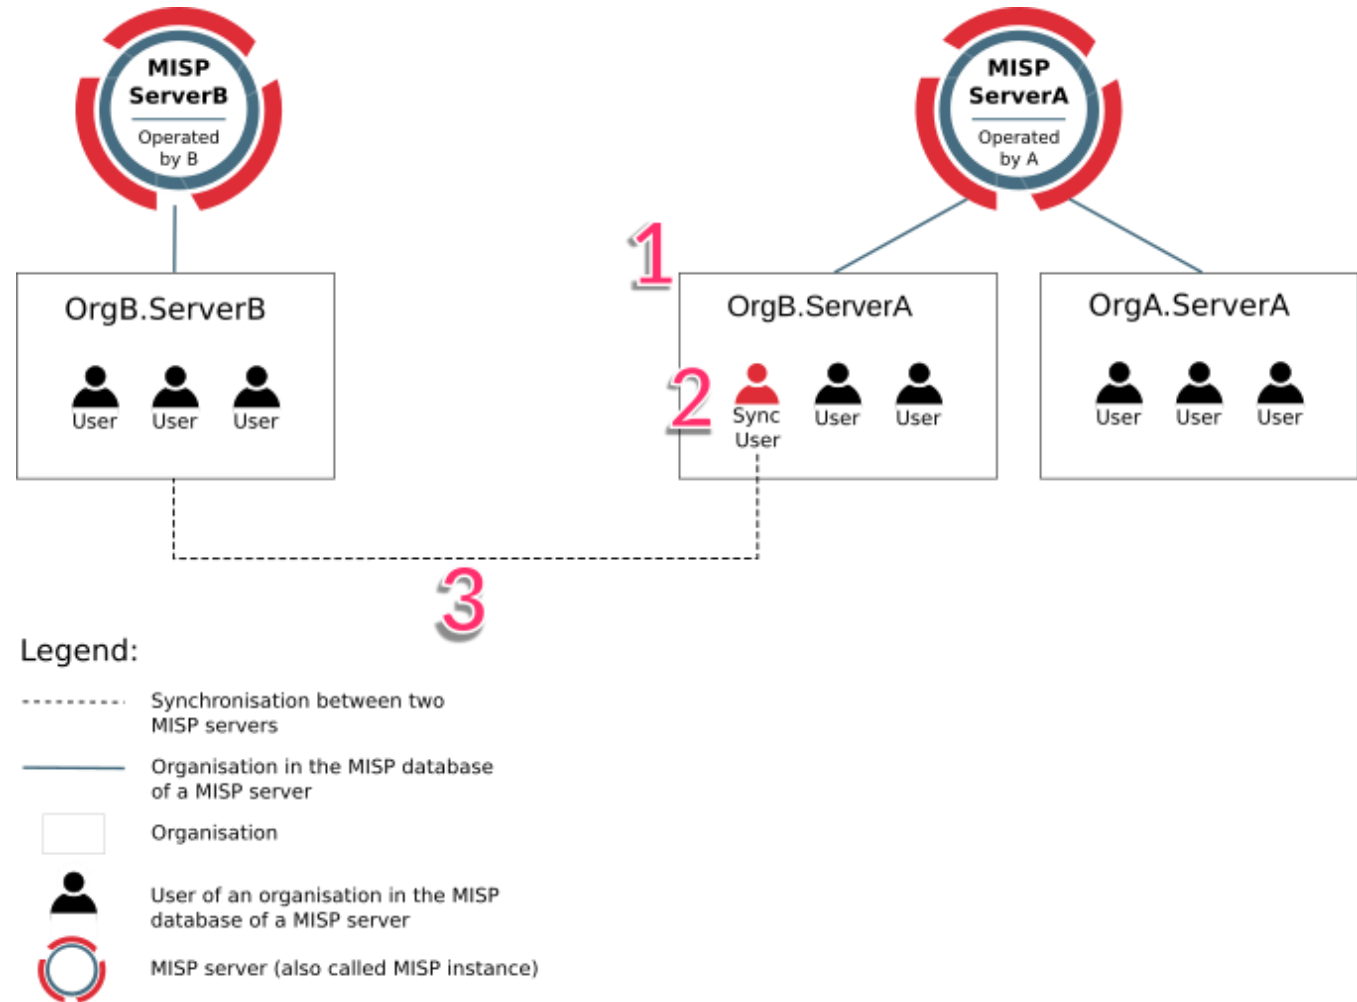 MISP
ServerB
Operated
by B
MISP
ServerA
Operated
by A
1
OrgB.ServerB
OrgB.ServerA
OrgA.ServerA
2
User User User
Sync
User
User User
User User User
3
Legend:
Synchronisation between two
MISP servers
Organisation in the MISP database
of a MISP server
Organisation
User of an organisation in the MISP
database of a MISP server
MISP server (also called MISP instance)